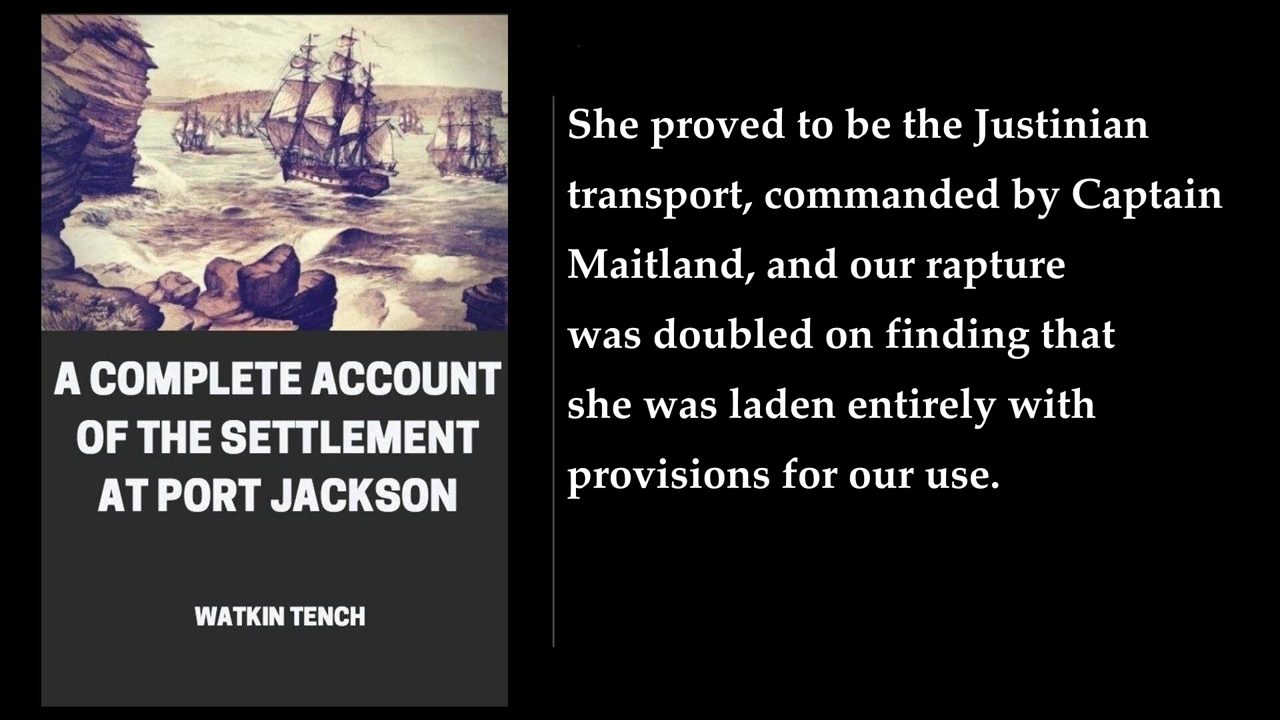 A COMPLETE ACCOUNT
OF THE SETTLEMENT
AT PORT JACKSON
WATKIN TENCH
She proved to be the Justinian
transport, commanded by Captain
Maitland, and our rapture
was doubled on finding that
she was laden entirely with
provisions for our use.